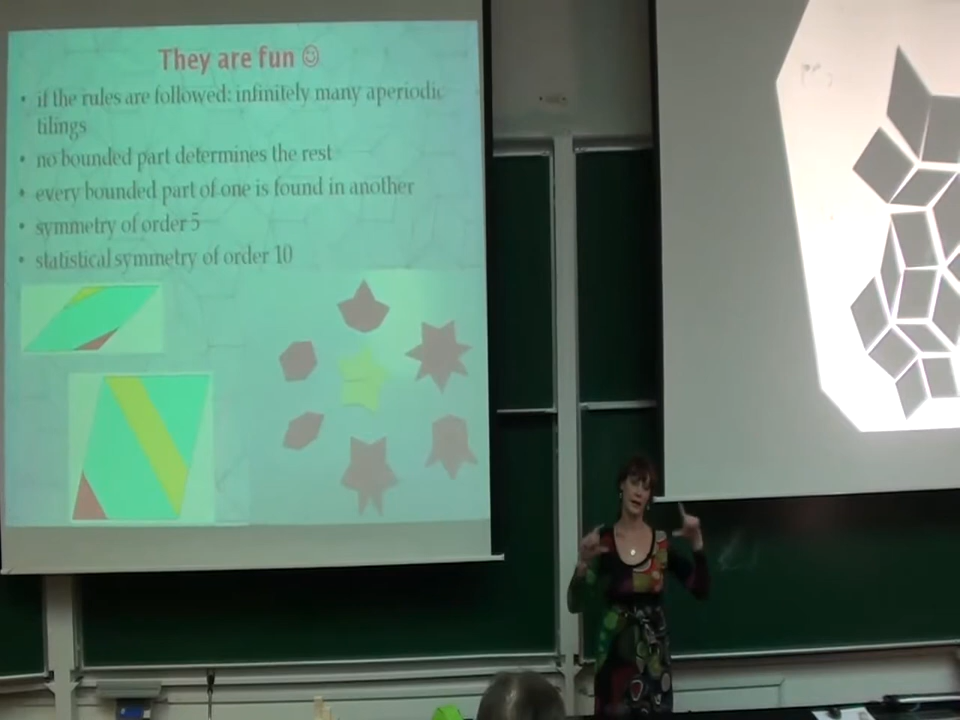 They are fun ☺
• if the rules are followed: infinitely many aperiodic
tilings
• no bounded part determines the rest
• every bounded part of one is found in another
• symmetry of order 5
• statistical symmetry of order 10